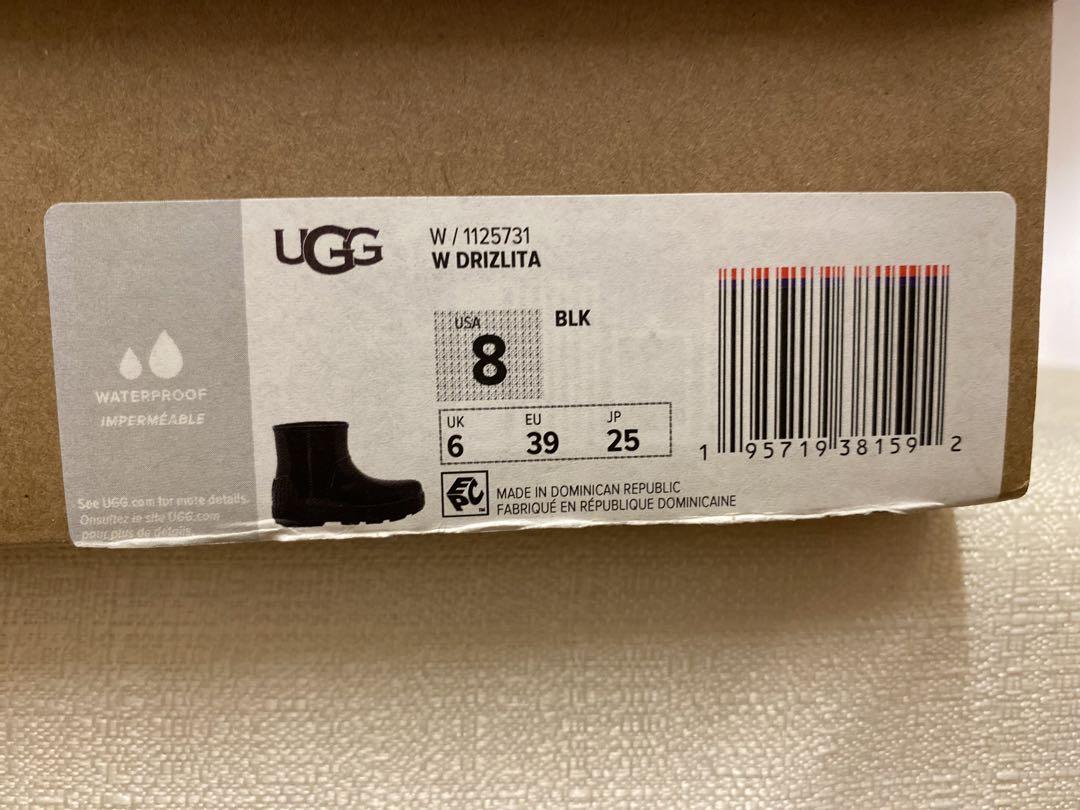 UGG
W / 1125731
W DRIZLITA
USA
8
BLK
UK EU JP
6 39 25
WATERPROOF
IMPERMÉABLE
See UGG.com for more details.
Consultez le site UGG.com
pour plus de détails.
EPC ™
MADE IN DOMINICAN REPUBLIC
FABRIQUÉ EN RÉPUBLIQUE DOMINICAINE
1 95719 38159 2